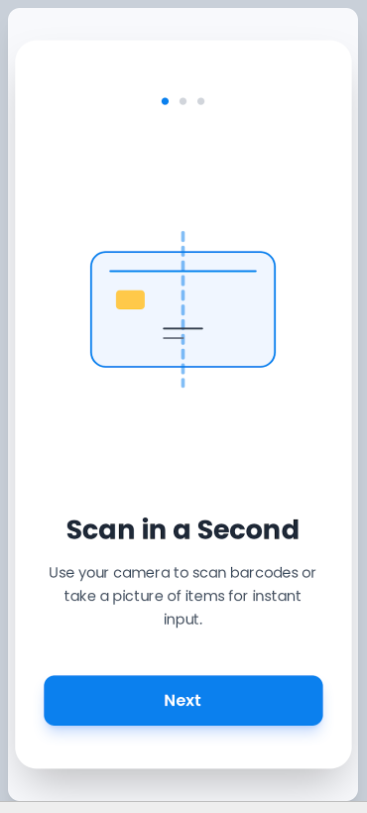 Scan in a Second
Use your camera to scan barcodes or
take a picture of items for instant
input.
Next